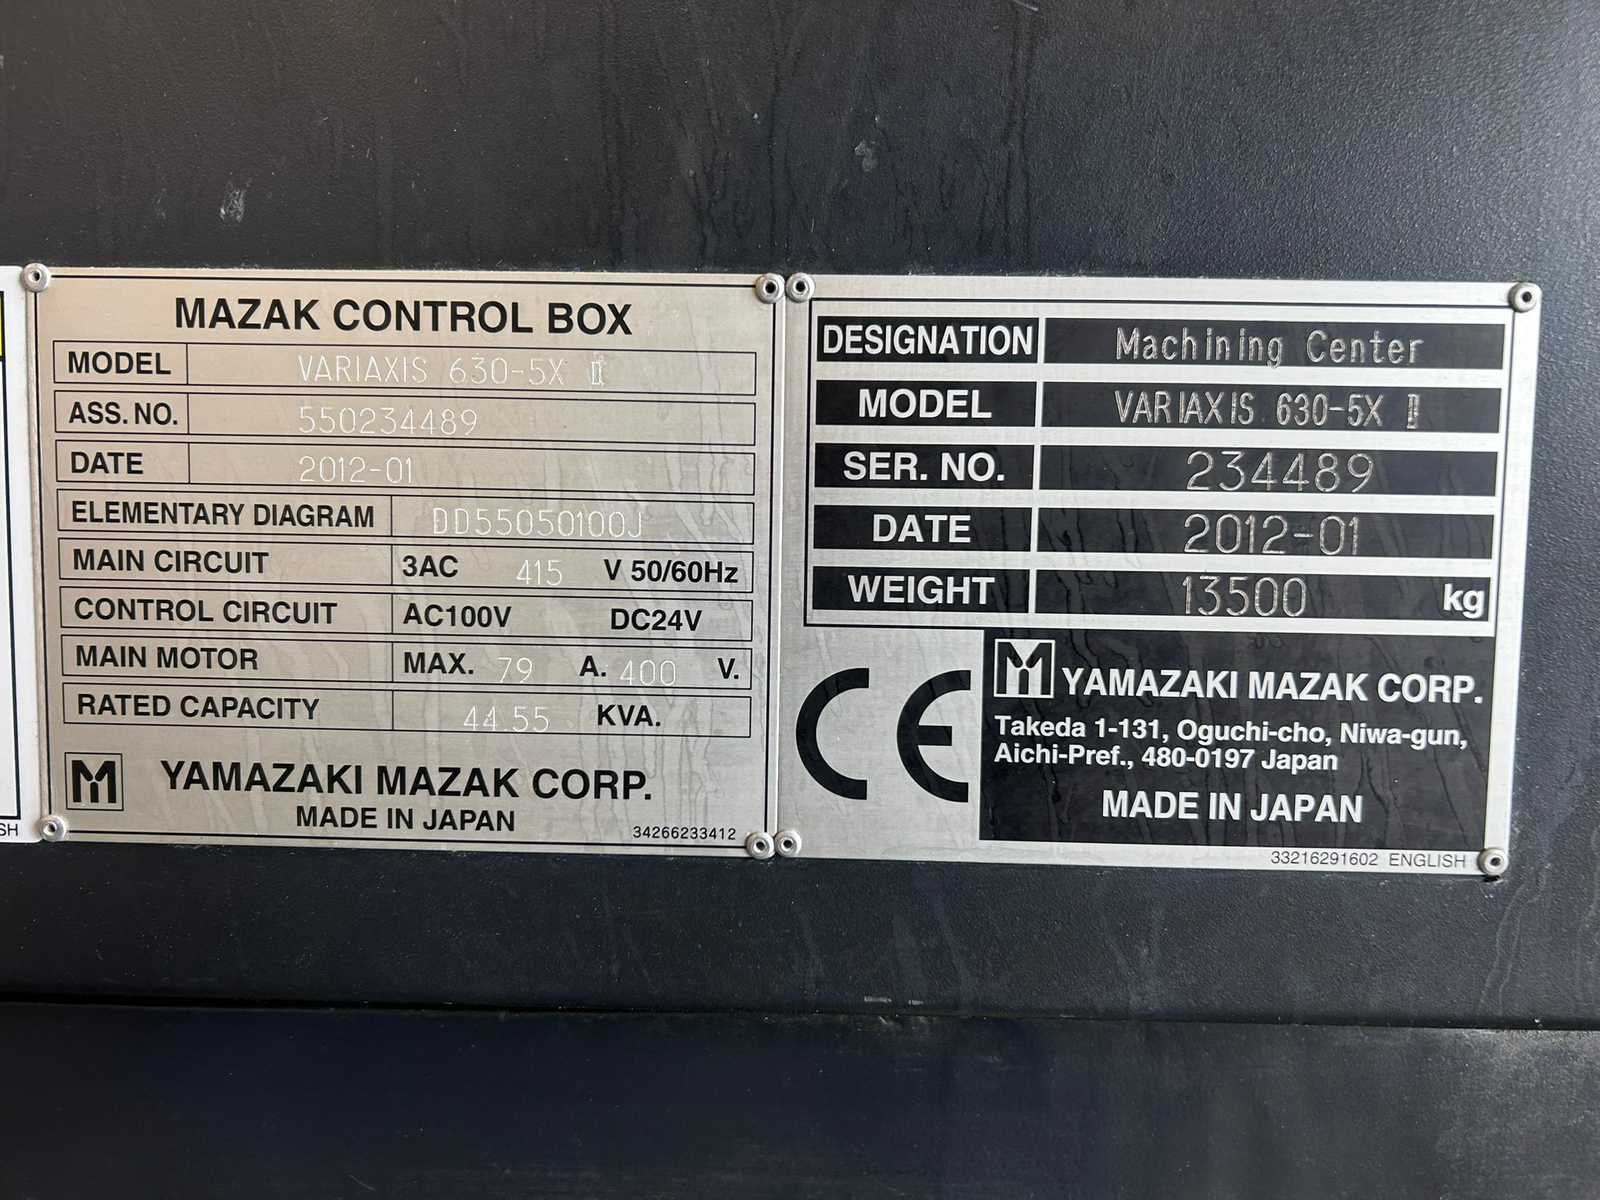 MAZAK CONTROL BOX
MODEL VARIAXIS 630-5X Ⅱ
ASS. NO. 550234489
DATE 2012-01
ELEMENTARY DIAGRAM DD55050100J
MAIN CIRCUIT 3AC 415 V 50/60Hz
CONTROL CIRCUIT AC100V DC24V
MAIN MOTOR MAX. 79 A. 400 V.
RATED CAPACITY 44.55 KVA.
YAMAZAKI MAZAK CORP.
MADE IN JAPAN
34266233412
SH
DESIGNATION Machining Center
MODEL VARIAXIS 630-5X Ⅱ
SER. NO. 234489
DATE 2012-01
WEIGHT 13500 kg
CE
YAMAZAKI MAZAK CORP.
Takeda 1-131, Oguchi-cho, Niwa-gun,
Aichi-Pref., 480-0197 Japan
MADE IN JAPAN
33216291602 ENGLISH